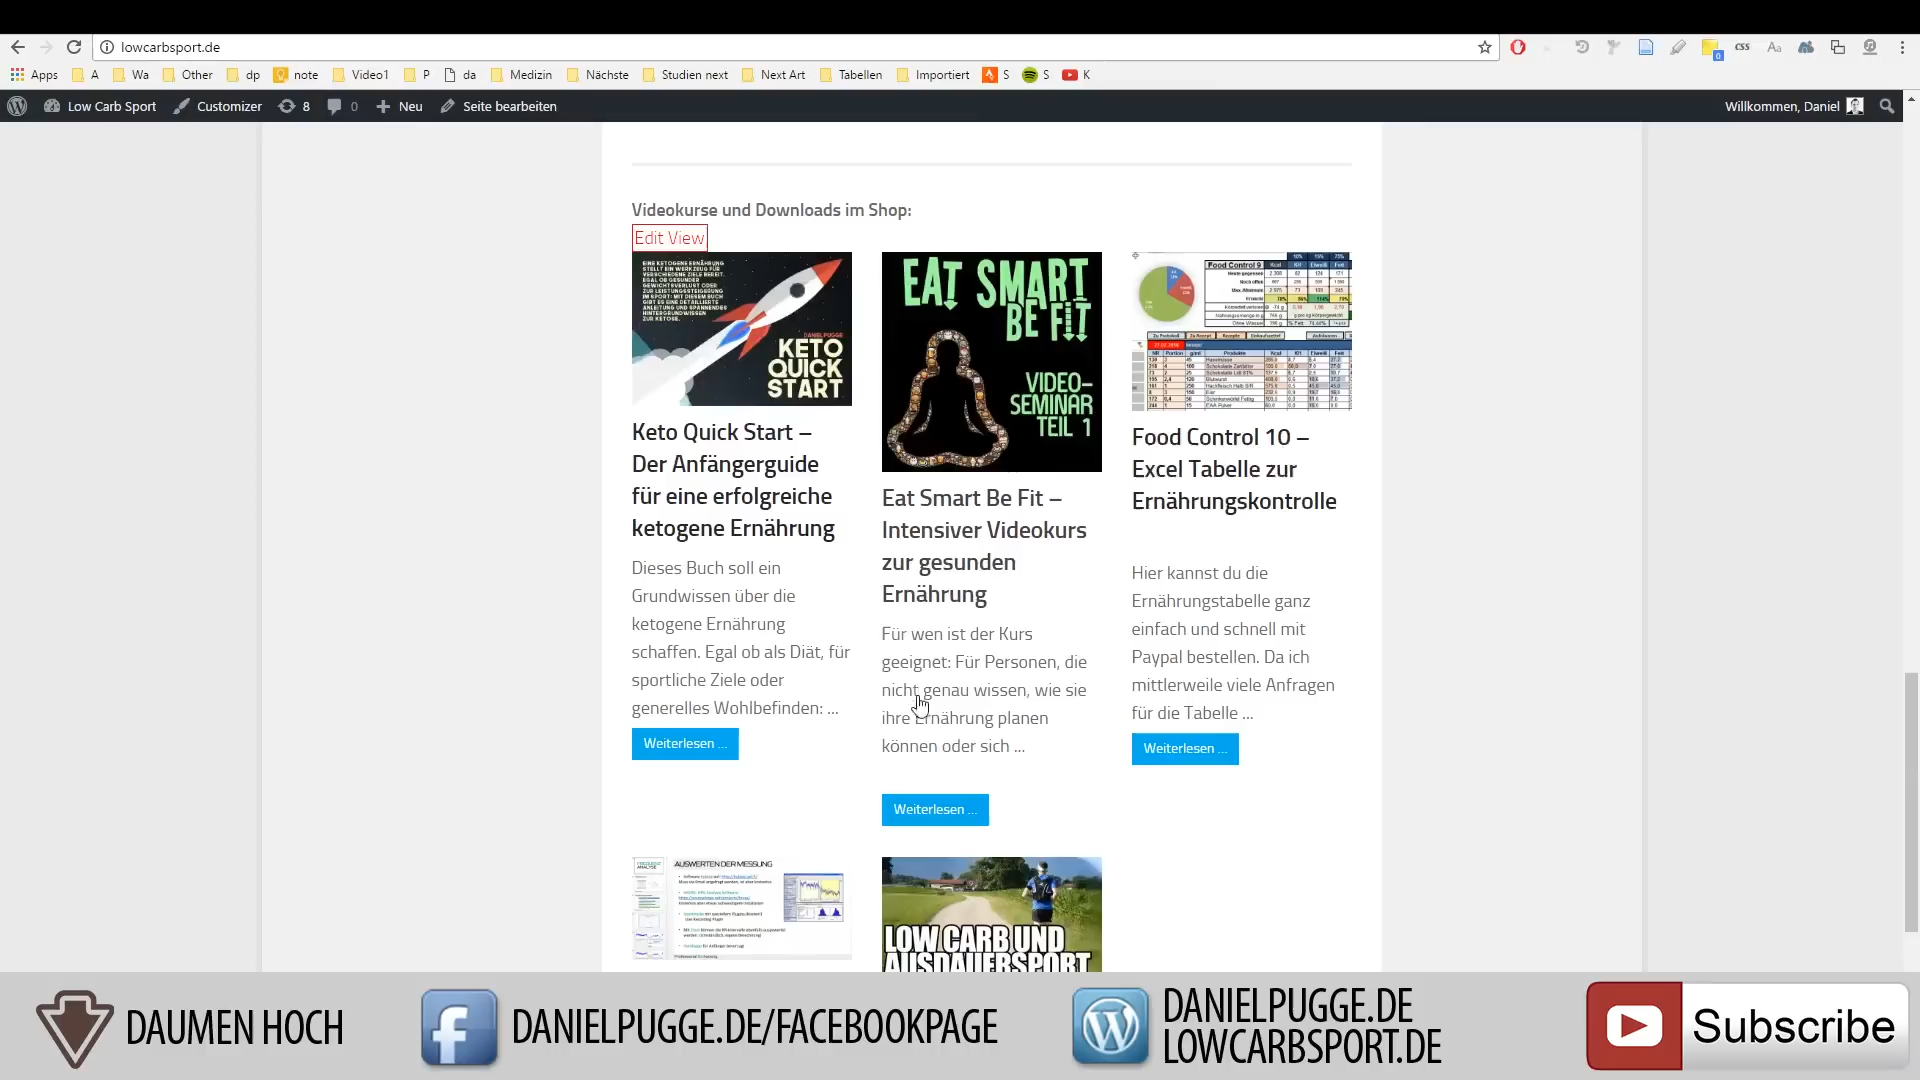 lowcarbsport.de
Apps A Wa Other dp note Video1 P da Medizin Nächste Studien next Next Art Tabellen Importiert S S K
Low Carb Sport Customizer 8 0 Neu Seite bearbeiten Willkommen, Daniel
Videokurse und Downloads im Shop:
Edit View
KETO
QUICK
START
Keto Quick Start –
Der Anfängerguide
für eine erfolgreiche
ketogene Ernährung
Dieses Buch soll ein
Grundwissen über die
ketogene Ernährung
schaffen. Egal ob als Diät, für
sportliche Ziele oder
generelles Wohlbefinden: ...
Weiterlesen ...
EAT SMART
BE FIT
VIDEO-
SEMINAR
TEIL 1
Eat Smart Be Fit –
Intensiver Videokurs
zur gesunden
Ernährung
Für wen ist der Kurs
geeignet: Für Personen, die
nicht genau wissen, wie sie
ihre Ernährung planen
können oder sich ...
Weiterlesen ...
Food Control 9
Food Control 10 –
Excel Tabelle zur
Ernährungskontrolle
Hier kannst du die
Ernährungstabelle ganz
einfach und schnell mit
Paypal bestellen. Da ich
mittlerweile viele Anfragen
für die Tabelle ...
Weiterlesen ...
AUSWERTEN DER MESSUNG
LOW CARB UND
AUSDAUERSPORT
DAUMEN HOCH
DANIELPUGGE.DE/FACEBOOKPAGE
DANIELPUGGE.DE
LOWCARBSPORT.DE
Subscribe